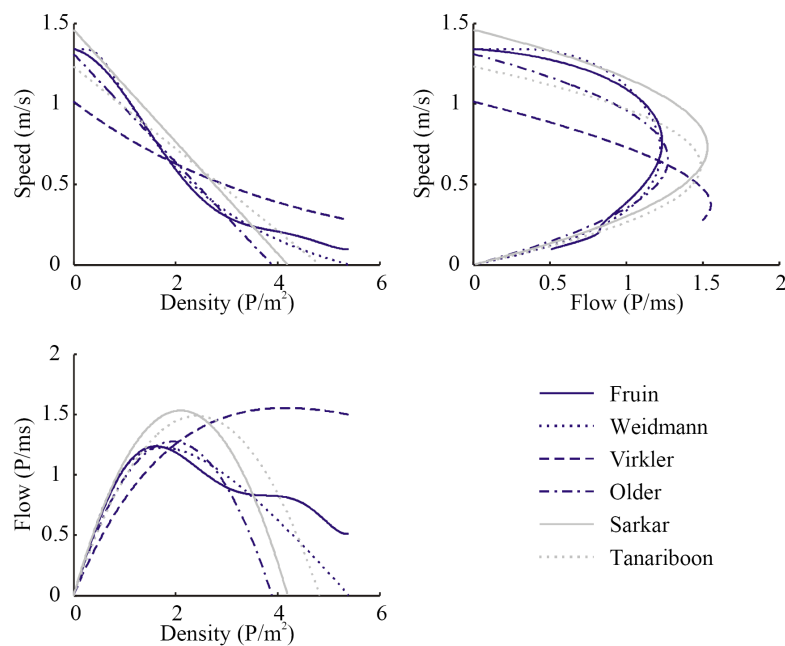 1.5
1
0.5
0
Speed (m/s)
0
2
4
6
Density (P/m²)
1.5
1
0.5
0
Speed (m/s)
0
0.5
1
1.5
2
Flow (P/ms)
2
1.5
1
0.5
0
Flow (P/ms)
0
2
4
6
Density (P/m²)
Fruin
Weidmann
Virkler
Older
Sarkar
Tanariboon